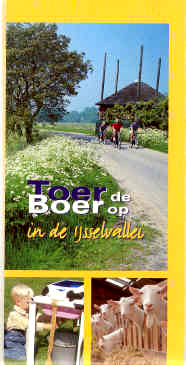 Toer de
Boer op
in de IJsselvallei